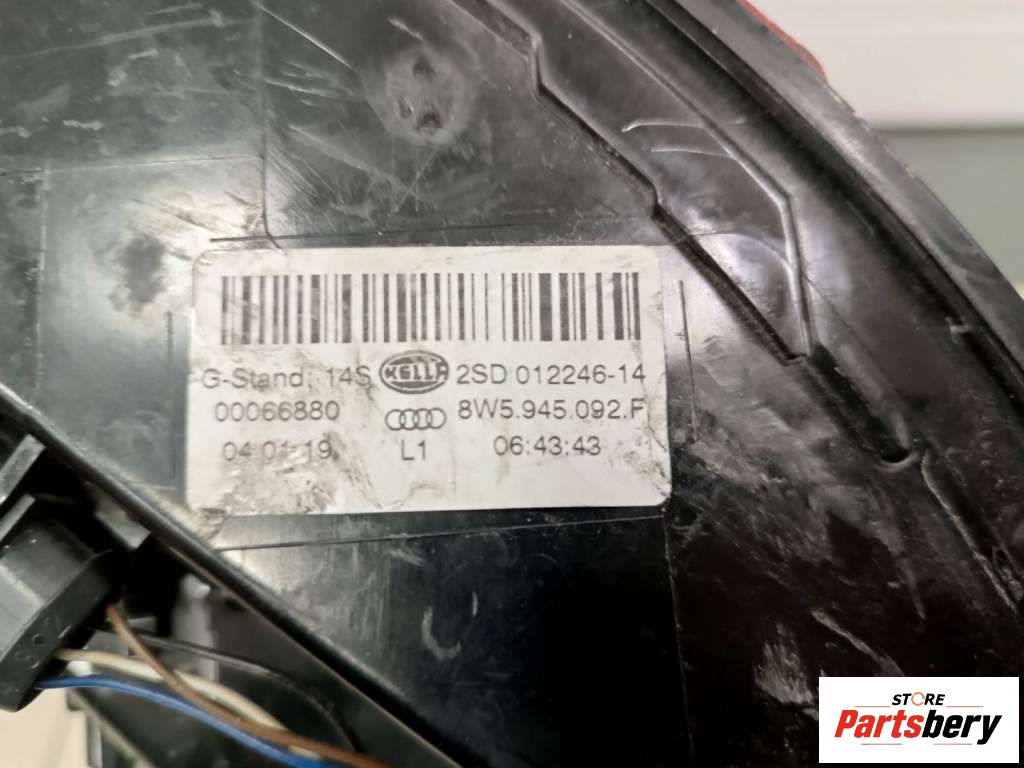 G-Stand: 14S HELLA 2SD 012246-14
00066880 8W5.945.092.F
04.01.19 L1 06:43:43
STORE
Partsbery